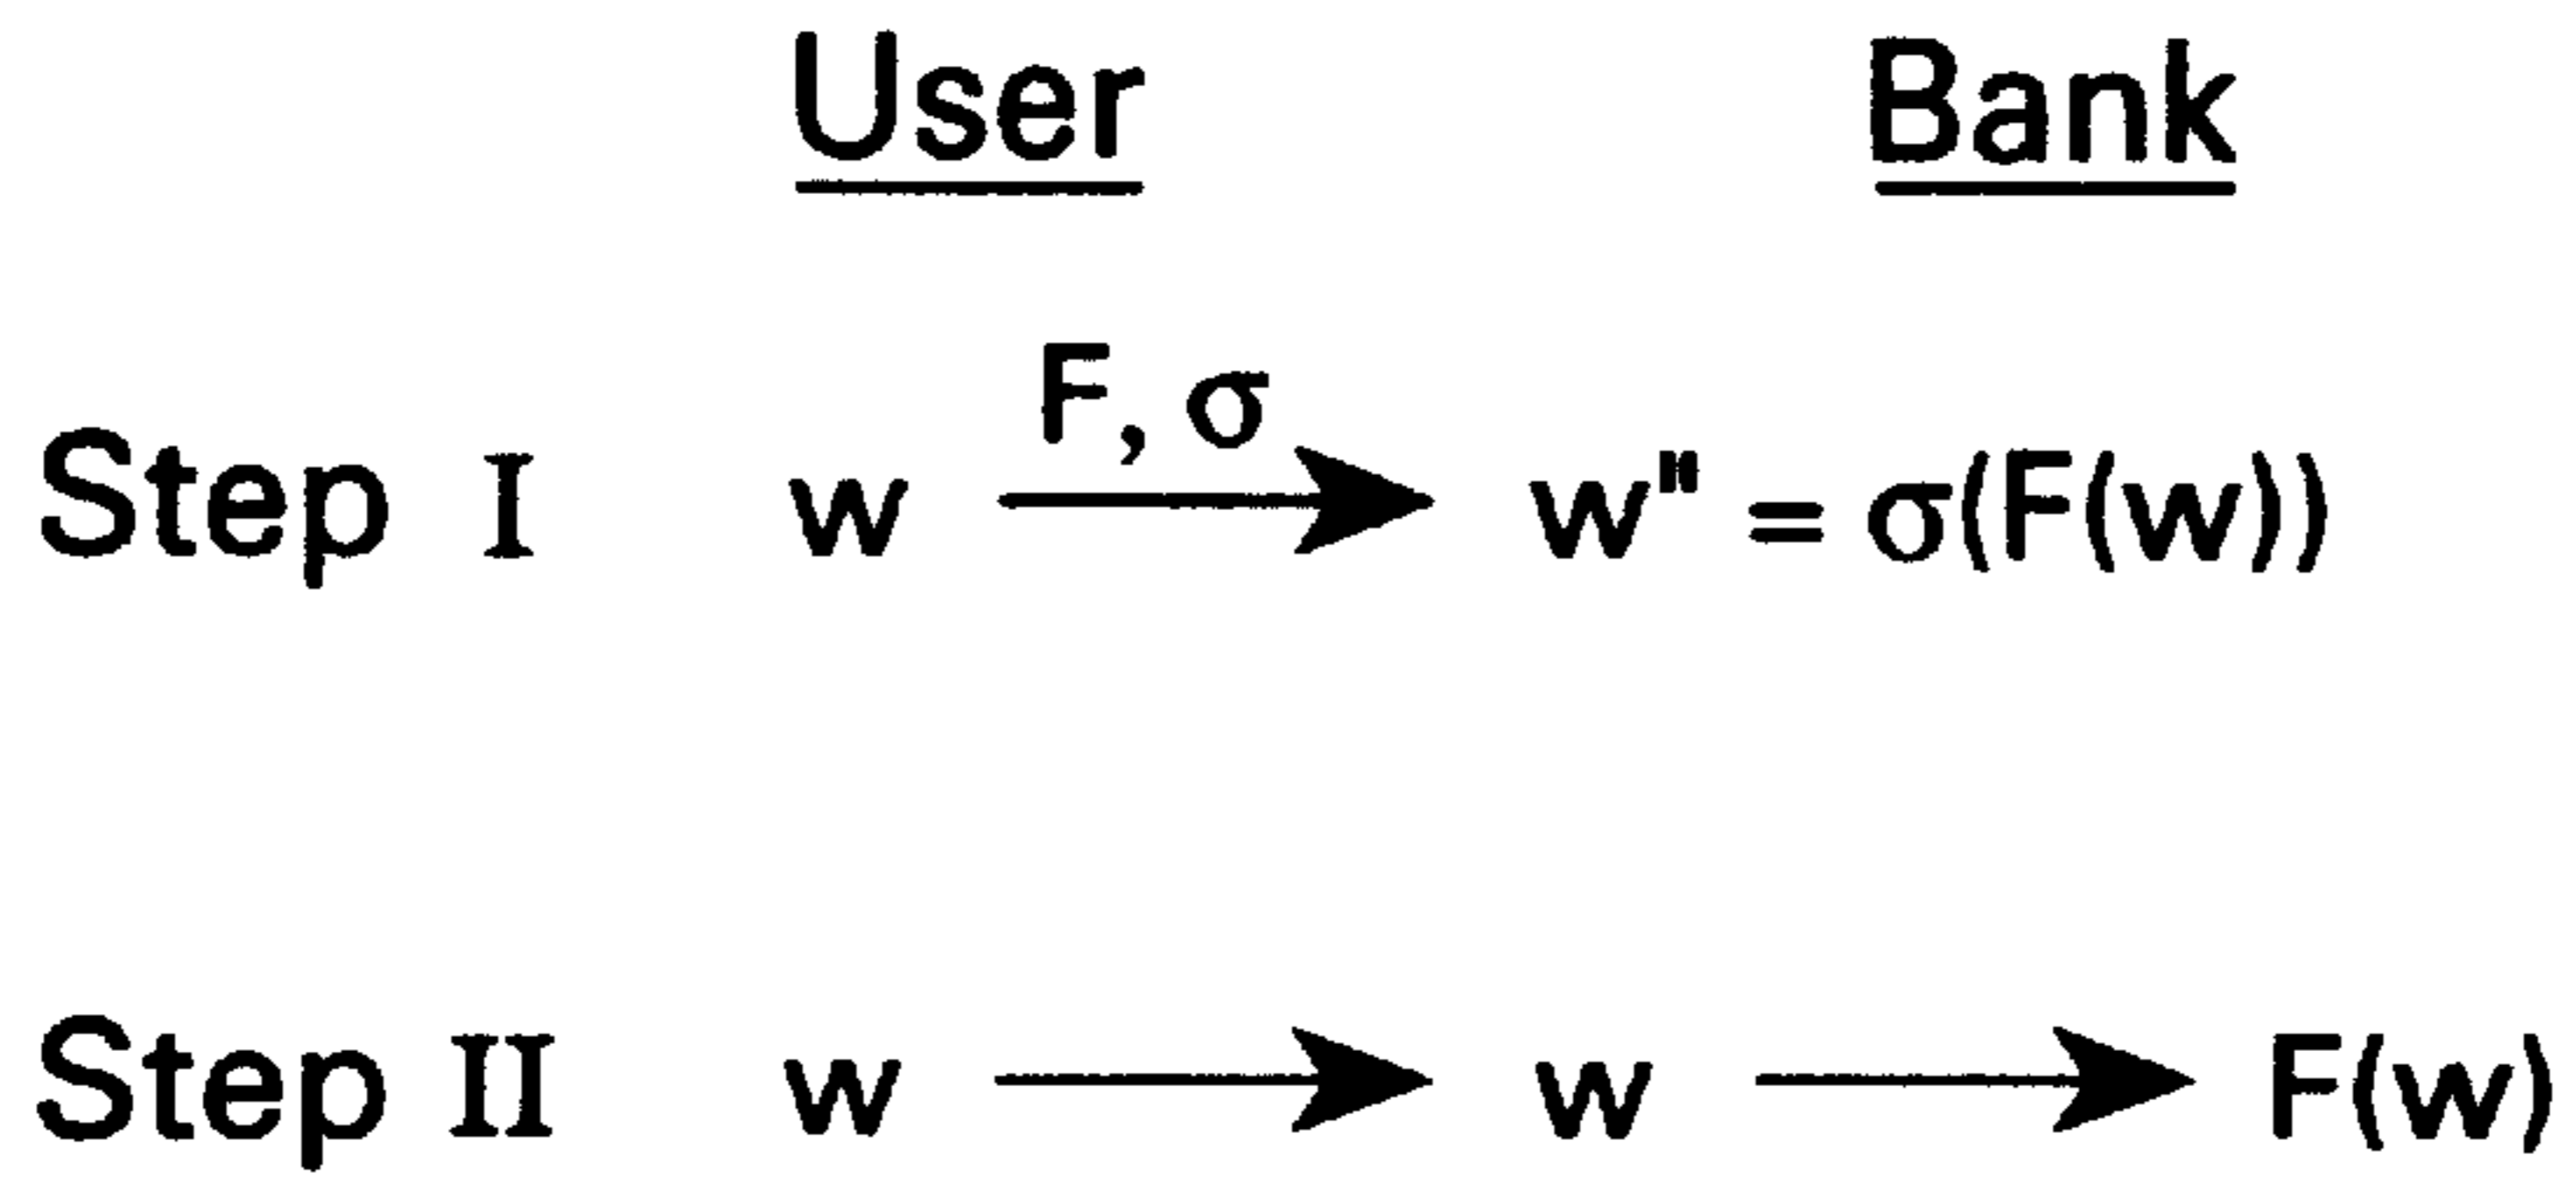 User Bank
F, σ
Step I w w" = σ(F(w))
Step II w w F(w)